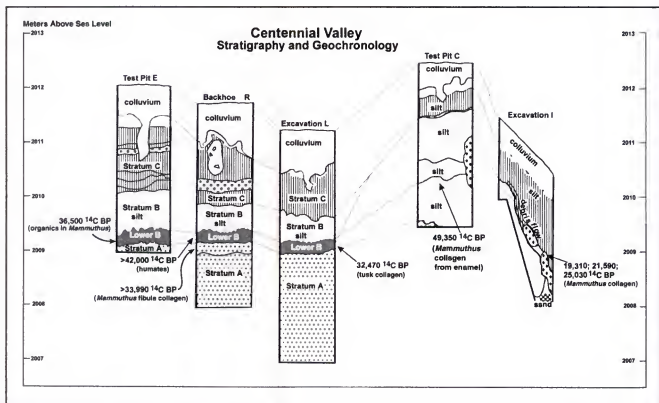 Meters Above Sea Level
Centennial Valley
Stratigraphy and Geochronology
2013
2012
2011
2010
2009
2008
2007
2013
2012
2011
2010
2009
2008
2007
Test Pit E
colluvium
Stratum C
Stratum B
silt
Lower B
Stratum A
36,500 14C BP
(organics in Mammuthus)
>42,000 14C BP
(humates)
>33,990 14C BP
(Mammuthus fibula collagen)
Backhoe R
colluvium
Stratum C
Stratum B
silt
Lower B
Stratum A
Excavation L
colluvium
Stratum C
Stratum B
silt
Lower B
Stratum A
32,470 14C BP
(tusk collagen)
Test Pit C
colluvium
silt
silt
silt
silt
49,350 14C BP
(Mammuthus
collagen
from enamel)
Excavation I
colluvium
silt
debris flow
sand
19,310; 21,590;
25,030 14C BP
(Mammuthus collagen)